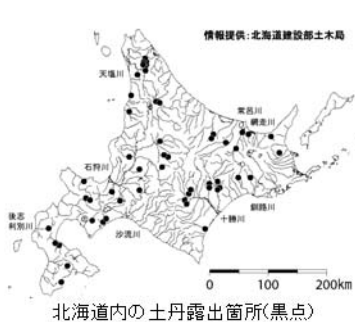 情報提供：北海道建設部土木局
天塩川
常呂川
網走川
石狩川
釧路川
後志
利別川
十勝川
沙流川
0 100 200km
北海道内の土丹露出箇所(黒点)